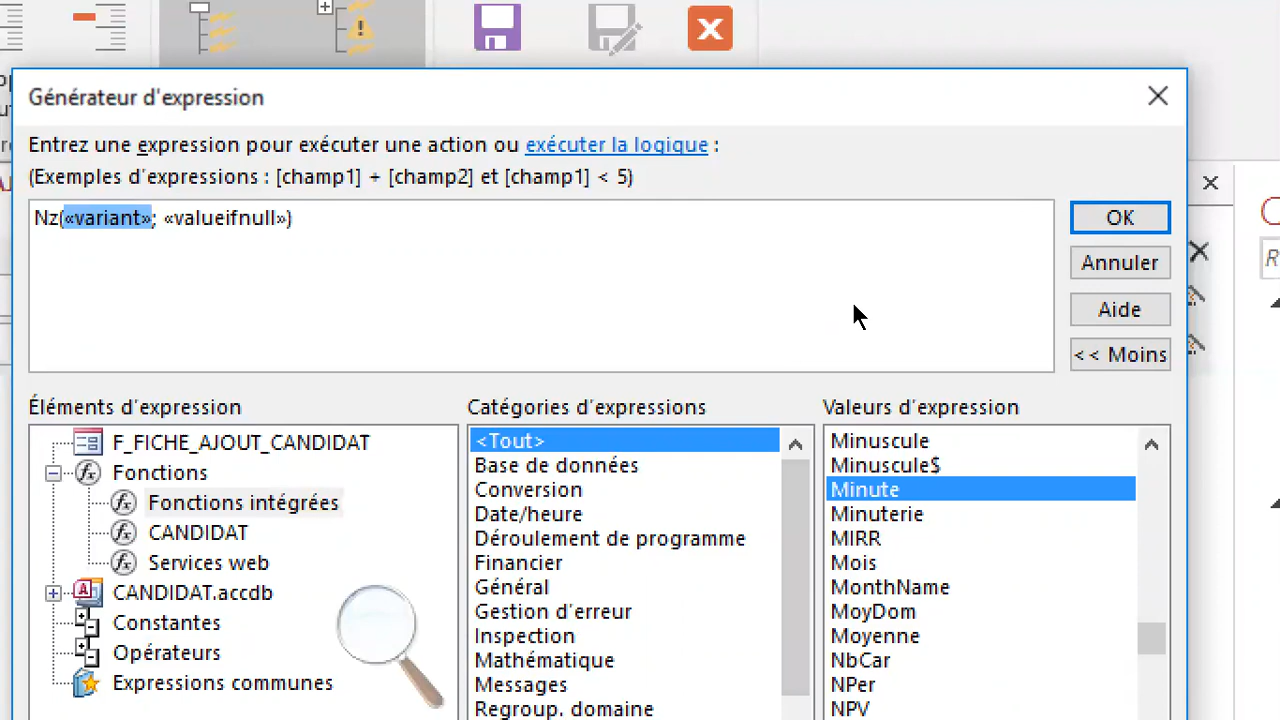 Générateur d'expression
Entrez une expression pour exécuter une action ou exécuter la logique :
(Exemples d'expressions : [champ1] + [champ2] et [champ1] < 5)
Nz(«variant»; «valueifnull»)
OK
Annuler
Aide
<< Moins
Éléments d'expression
F_FICHE_AJOUT_CANDIDAT
Fonctions
Fonctions intégrées
CANDIDAT
Services web
CANDIDAT.accdb
Constantes
Opérateurs
Expressions communes
Catégories d'expressions
<Tout>
Base de données
Conversion
Date/heure
Déroulement de programme
Financier
Général
Gestion d'erreur
Inspection
Mathématique
Messages
Regroup. domaine
Valeurs d'expression
Minuscule
Minuscule$
Minute
Minuterie
MIRR
Mois
MonthName
MoyDom
Moyenne
NbCar
NPer
NPV